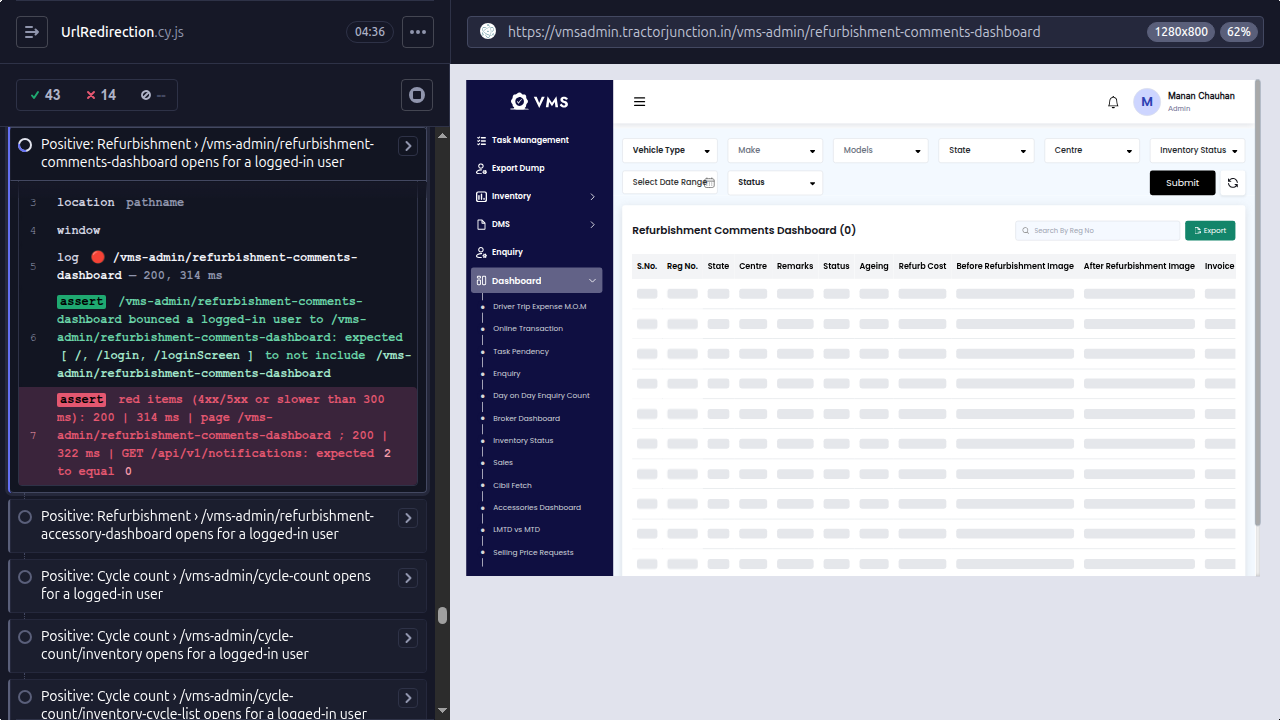 UrlRedirection.cy.js
04:36
https://vmsadmin.tractorjunction.in/vms-admin/refurbishment-comments-dashboard
1280x800
62%
43
14
--
Positive: Refurbishment › /vms-admin/refurbishment-
comments-dashboard opens for a logged-in user
3 location pathname
4 window
5 log 🔴 /vms-admin/refurbishment-comments-
dashboard — 200, 314 ms
6 assert /vms-admin/refurbishment-comments-
dashboard bounced a logged-in user to /vms-
admin/refurbishment-comments-dashboard: expected
[ /, /login, /loginScreen ] to not include /vms-
admin/refurbishment-comments-dashboard
7 assert red items (4xx/5xx or slower than 300
ms): 200 | 314 ms | page /vms-
admin/refurbishment-comments-dashboard ; 200 |
322 ms | GET /api/v1/notifications: expected 2
to equal 0
Positive: Refurbishment › /vms-admin/refurbishment-
accessory-dashboard opens for a logged-in user
Positive: Cycle count › /vms-admin/cycle-count opens
for a logged-in user
Positive: Cycle count › /vms-admin/cycle-
count/inventory opens for a logged-in user
Positive: Cycle count › /vms-admin/cycle-
count/inventory-cycle-list opens for a logged-in user
VMS
Task Management
Export Dump
Inventory
DMS
Enquiry
Dashboard
Driver Trip Expense M.O.M
Online Transaction
Task Pendency
Enquiry
Day on Day Enquiry Count
Broker Dashboard
Inventory Status
Sales
Cibil Fetch
Accessories Dashboard
LMTD vs MTD
Selling Price Requests
M
Manan Chauhan
Admin
Vehicle Type
Make
Models
State
Centre
Inventory Status
Select Date Range
Status
Submit
Refurbishment Comments Dashboard (0)
Search By Reg No
Export
S.No. Reg No. State Centre Remarks Status Ageing Refurb Cost Before Refurbishment Image After Refurbishment Image Invoice